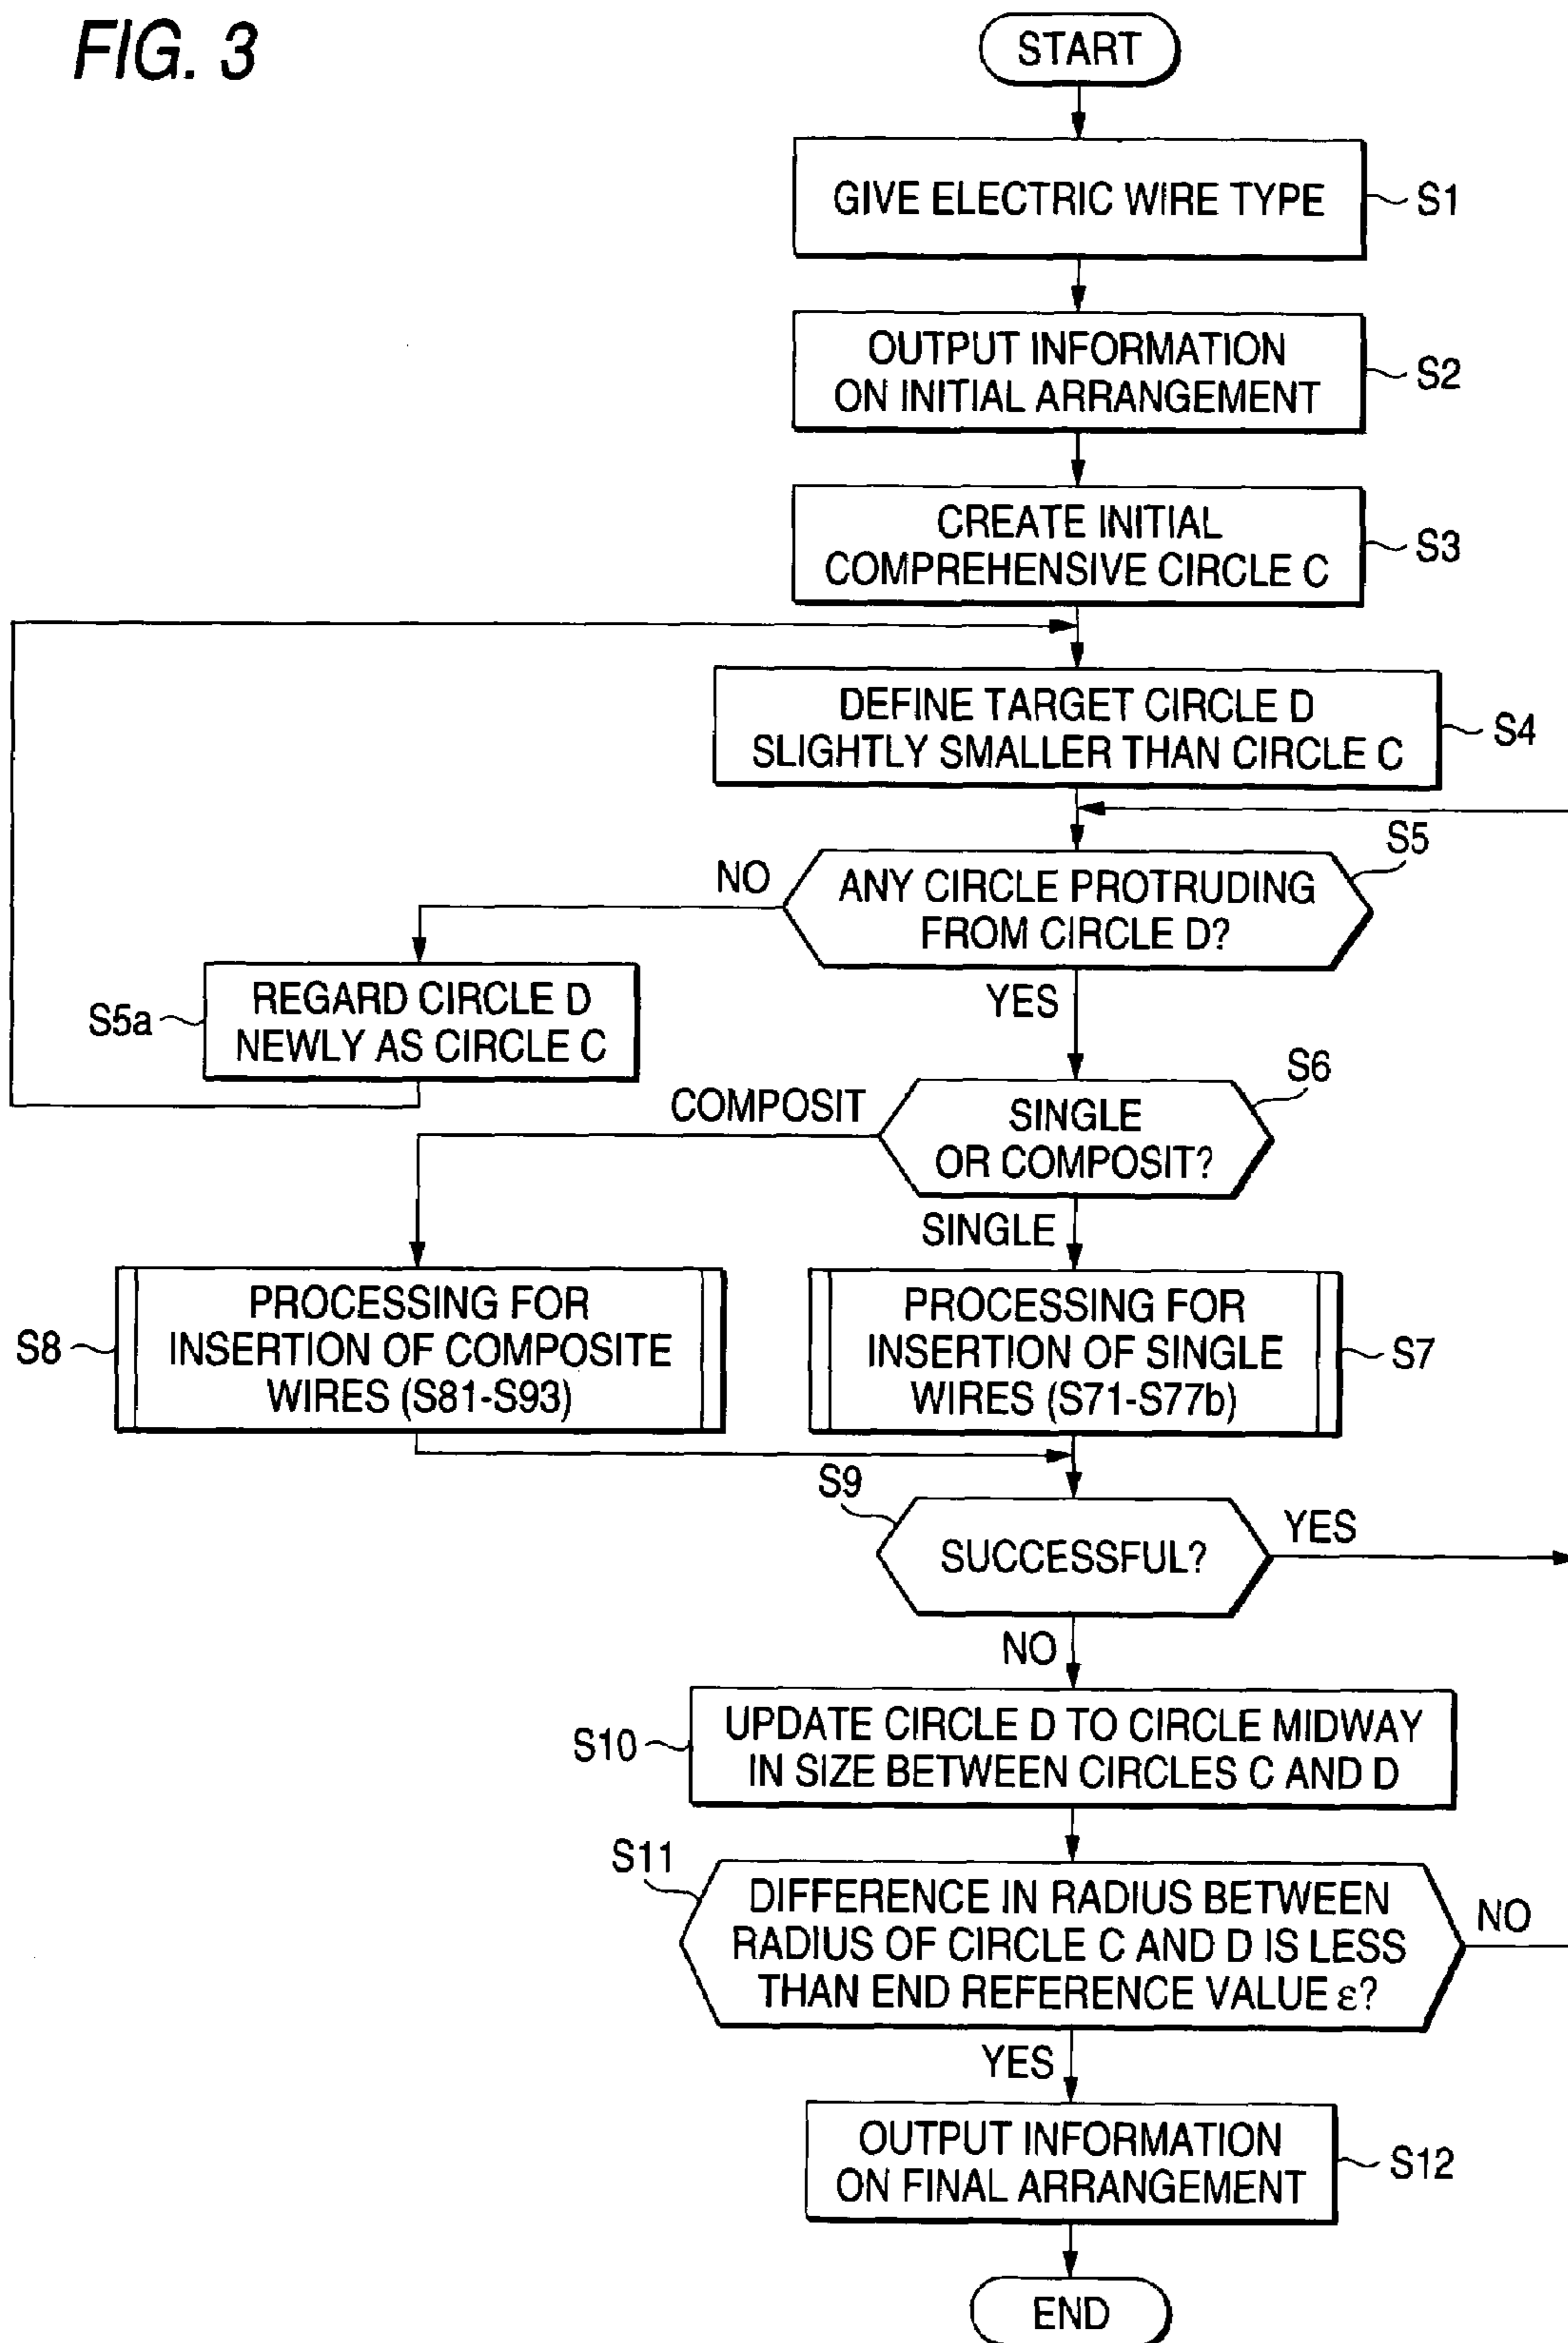 FIG. 3
START
GIVE ELECTRIC WIRE TYPE
S1
OUTPUT INFORMATION
ON INITIAL ARRANGEMENT
S2
CREATE INITIAL
COMPREHENSIVE CIRCLE C
S3
DEFINE TARGET CIRCLE D
SLIGHTLY SMALLER THAN CIRCLE C
S4
S5
ANY CIRCLE PROTRUDING
FROM CIRCLE D?
NO
YES
S5a
REGARD CIRCLE D
NEWLY AS CIRCLE C
S6
SINGLE
OR COMPOSIT?
COMPOSIT
SINGLE
S8
PROCESSING FOR
INSERTION OF COMPOSITE
WIRES (S81-S93)
PROCESSING FOR
INSERTION OF SINGLE
WIRES (S71-S77b)
S7
S9
SUCCESSFUL?
YES
NO
S10
UPDATE CIRCLE D TO CIRCLE MIDWAY
IN SIZE BETWEEN CIRCLES C AND D
S11
DIFFERENCE IN RADIUS BETWEEN
RADIUS OF CIRCLE C AND D IS LESS
THAN END REFERENCE VALUE ε?
NO
YES
OUTPUT INFORMATION
ON FINAL ARRANGEMENT
S12
END